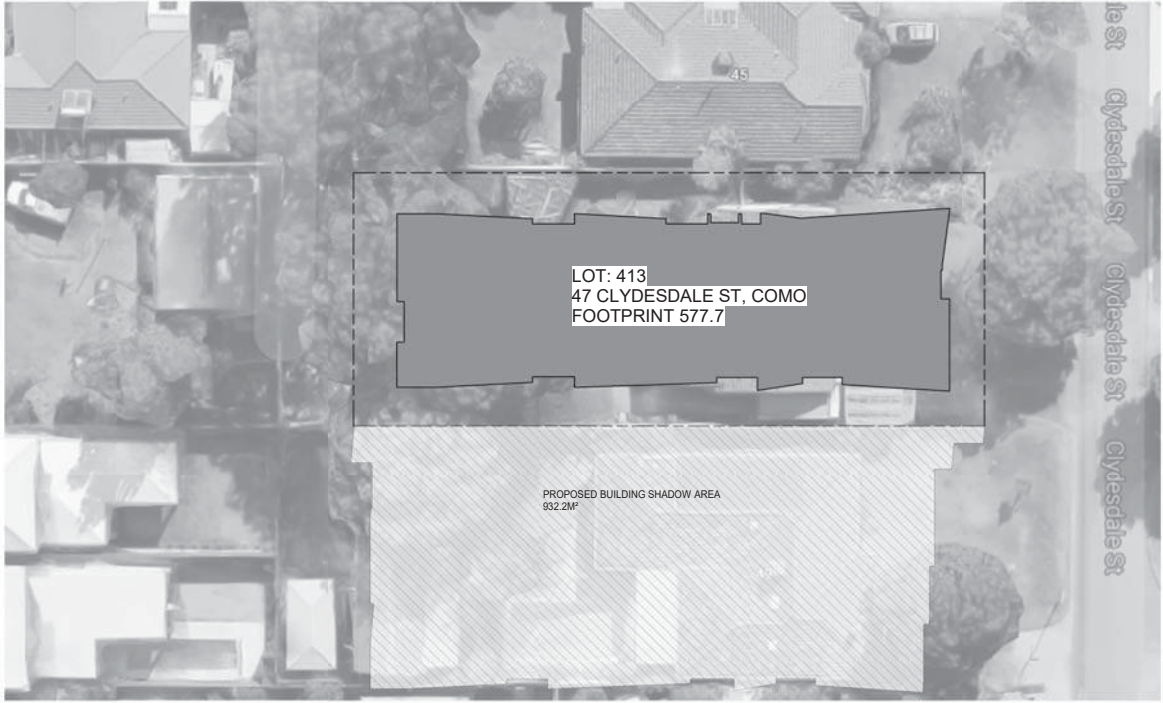 le St
45
Clydesdale St
LOT: 413
47 CLYDESDALE ST, COMO
FOOTPRINT 577.7
Clydesdale St
Clydesdale St
PROPOSED BUILDING SHADOW AREA
932.2M²